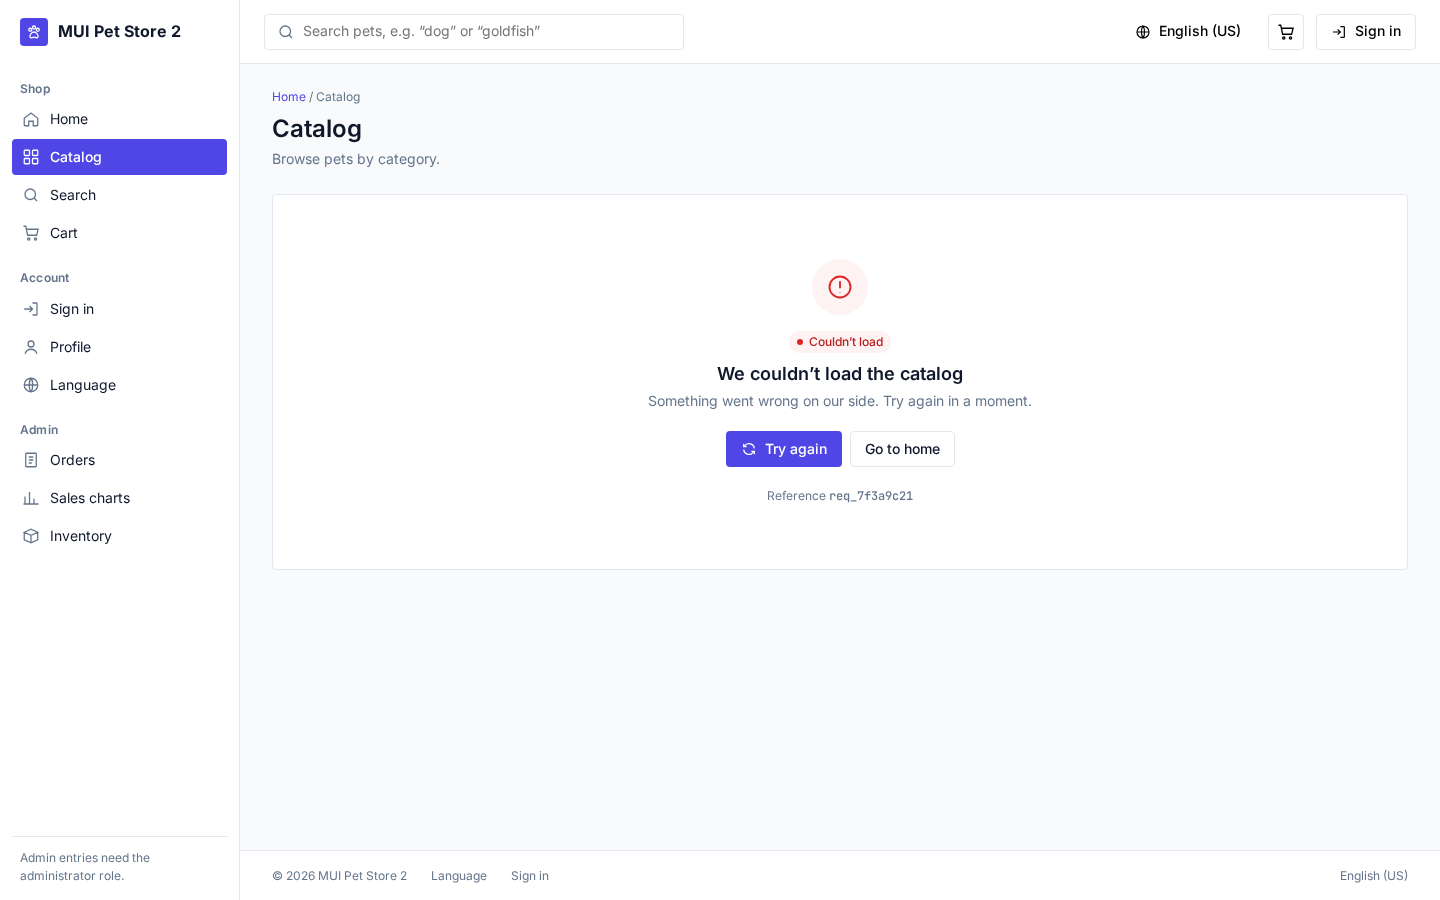 MUI Pet Store 2
Search pets, e.g. “dog” or “goldfish”
English (US)
Sign in
Shop
Home
Catalog
Search
Cart
Account
Sign in
Profile
Language
Admin
Orders
Sales charts
Inventory
Admin entries need the
administrator role.
Home / Catalog
Catalog
Browse pets by category.
Couldn’t load
We couldn’t load the catalog
Something went wrong on our side. Try again in a moment.
Try again
Go to home
Reference req_7f3a9c21
© 2026 MUI Pet Store 2
Language
Sign in
English (US)